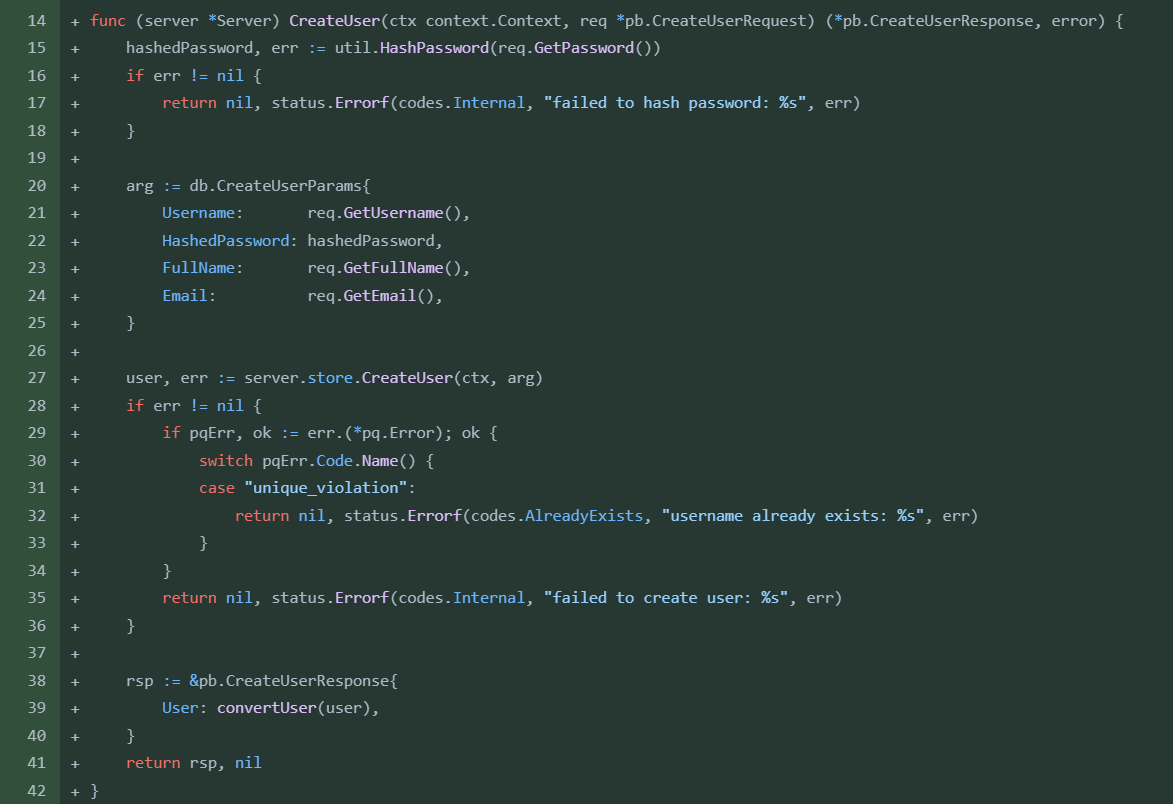 14 + func (server *Server) CreateUser(ctx context.Context, req *pb.CreateUserRequest) (*pb.CreateUserResponse, error) {
15 +     hashedPassword, err := util.HashPassword(req.GetPassword())
16 +     if err != nil {
17 +         return nil, status.Errorf(codes.Internal, "failed to hash password: %s", err)
18 +     }
19 +
20 +     arg := db.CreateUserParams{
21 +         Username:       req.GetUsername(),
22 +         HashedPassword: hashedPassword,
23 +         FullName:       req.GetFullName(),
24 +         Email:          req.GetEmail(),
25 +     }
26 +
27 +     user, err := server.store.CreateUser(ctx, arg)
28 +     if err != nil {
29 +         if pqErr, ok := err.(*pq.Error); ok {
30 +             switch pqErr.Code.Name() {
31 +             case "unique_violation":
32 +                 return nil, status.Errorf(codes.AlreadyExists, "username already exists: %s", err)
33 +             }
34 +         }
35 +         return nil, status.Errorf(codes.Internal, "failed to create user: %s", err)
36 +     }
37 +
38 +     rsp := &pb.CreateUserResponse{
39 +         User: convertUser(user),
40 +     }
41 +     return rsp, nil
42 + }